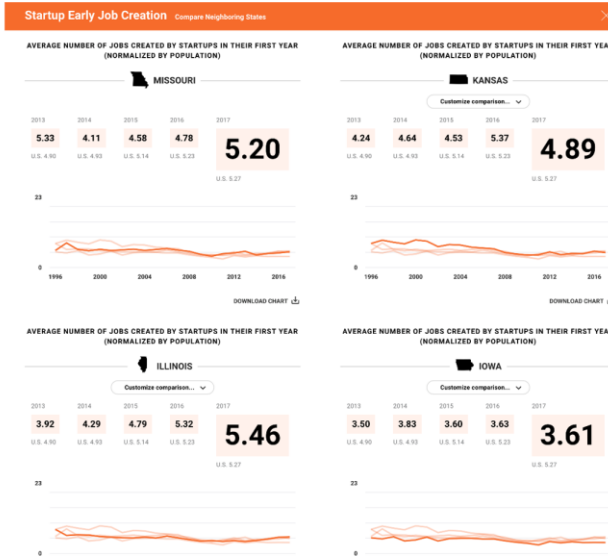 Startup Early Job Creation Compare Neighboring States
AVERAGE NUMBER OF JOBS CREATED BY STARTUPS IN THEIR FIRST YEAR
(NORMALIZED BY POPULATION)
MISSOURI
2013 2014 2015 2016 2017
5.33 4.11 4.58 4.78 5.20
U.S. 4.90 U.S. 4.93 U.S. 5.14 U.S. 5.23
U.S. 5.27
23
0
1996 2000 2004 2008 2012 2016
DOWNLOAD CHART
AVERAGE NUMBER OF JOBS CREATED BY STARTUPS IN THEIR FIRST YEA
(NORMALIZED BY POPULATION)
KANSAS
Customize comparison...
2013 2014 2015 2016 2017
4.24 4.64 4.53 5.37 4.89
U.S. 4.90 U.S. 4.93 U.S. 5.14 U.S. 5.23
U.S. 5.27
23
0
1996 2000 2004 2008 2012 2016
DOWNLOAD CHART
AVERAGE NUMBER OF JOBS CREATED BY STARTUPS IN THEIR FIRST YEAR
(NORMALIZED BY POPULATION)
ILLINOIS
Customize comparison...
2013 2014 2015 2016 2017
3.92 4.29 4.79 5.32 5.46
U.S. 4.90 U.S. 4.93 U.S. 5.14 U.S. 5.23
U.S. 5.27
23
0
AVERAGE NUMBER OF JOBS CREATED BY STARTUPS IN THEIR FIRST YEA
(NORMALIZED BY POPULATION)
IOWA
Customize comparison...
2013 2014 2015 2016 2017
3.50 3.83 3.60 3.63 3.61
U.S. 4.90 U.S. 4.93 U.S. 5.14 U.S. 5.23
U.S. 5.27
23
0